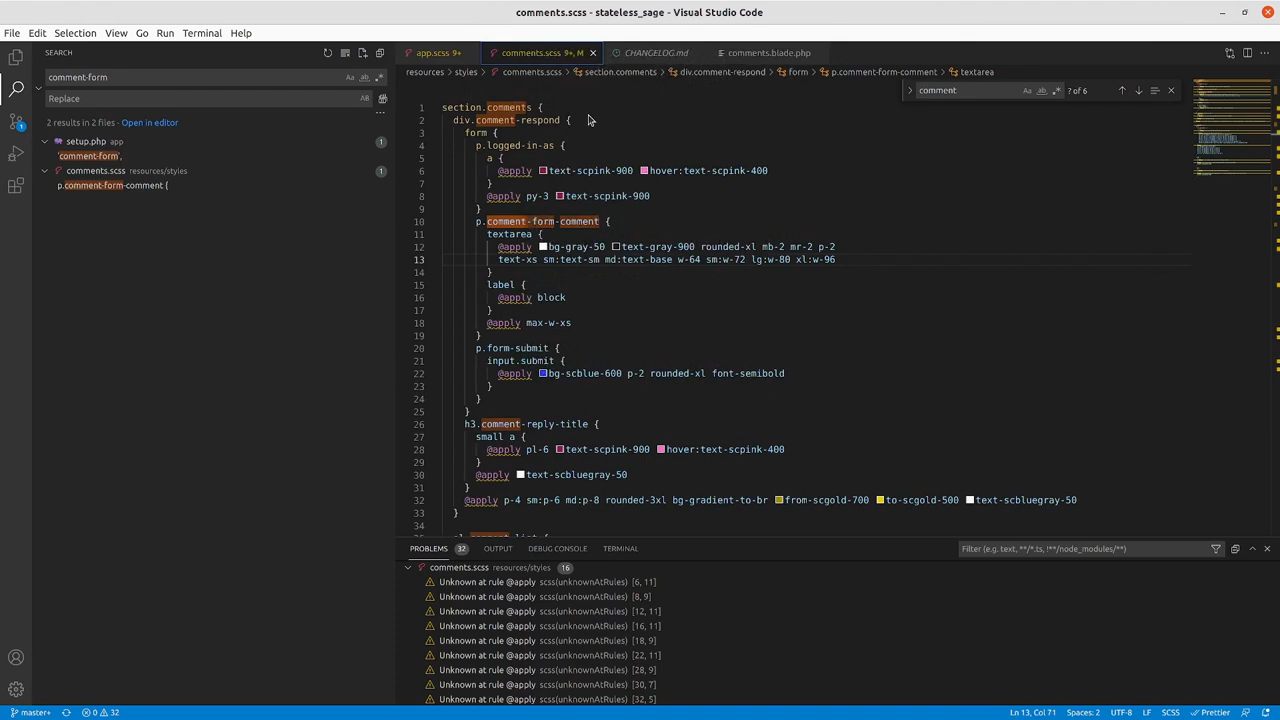 comments.scss - stateless_sage - Visual Studio Code
File Edit Selection View Go Run Terminal Help
SEARCH
comment-form
Replace
2 results in 2 files - Open in editor
setup.php app 1
'comment-form',
comments.scss resources/styles 1
p.comment-form-comment {
app.scss 9+
comments.scss 9+, M
CHANGELOG.md
comments.blade.php
resources > styles > comments.scss > section.comments > div.comment-respond > form > p.comment-form-comment > textarea
comment
? of 6
1 section.comments {
2 div.comment-respond {
3 form {
4 p.logged-in-as {
5 a {
6 @apply text-scpink-900 hover:text-scpink-400
7 }
8 @apply py-3 text-scpink-900
9 }
10 p.comment-form-comment {
11 textarea {
12 @apply bg-gray-50 text-gray-900 rounded-xl mb-2 mr-2 p-2
13 text-xs sm:text-sm md:text-base w-64 sm:w-72 lg:w-80 xl:w-96
14 }
15 label {
16 @apply block
17 }
18 @apply max-w-xs
19 }
20 p.form-submit {
21 input.submit {
22 @apply bg-scblue-600 p-2 rounded-xl font-semibold
23 }
24 }
25 }
26 h3.comment-reply-title {
27 small a {
28 @apply pl-6 text-scpink-900 hover:text-scpink-400
29 }
30 @apply text-scbluegray-50
31 }
32 @apply p-4 sm:p-6 md:p-8 rounded-3xl bg-gradient-to-br from-scgold-700 to-scgold-500 text-scbluegray-50
33 }
34
PROBLEMS 32 OUTPUT DEBUG CONSOLE TERMINAL
Filter (e.g. text, **/*.ts, !**/node_modules/**)
comments.scss resources/styles 16
Unknown at rule @apply scss(unknownAtRules) [6, 11]
Unknown at rule @apply scss(unknownAtRules) [8, 9]
Unknown at rule @apply scss(unknownAtRules) [12, 11]
Unknown at rule @apply scss(unknownAtRules) [16, 11]
Unknown at rule @apply scss(unknownAtRules) [18, 9]
Unknown at rule @apply scss(unknownAtRules) [22, 11]
Unknown at rule @apply scss(unknownAtRules) [28, 9]
Unknown at rule @apply scss(unknownAtRules) [30, 7]
Unknown at rule @apply scss(unknownAtRules) [32, 5]
master+ 0 32
Ln 13, Col 71 Spaces: 2 UTF-8 LF SCSS Prettier